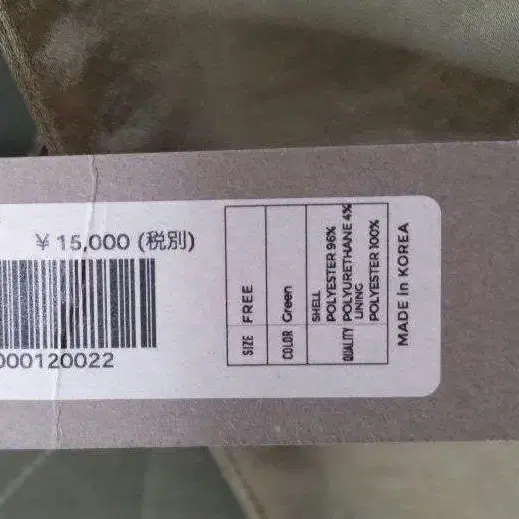 ¥ 15,000 (税別)
000120022
SIZE FREE
COLOR Green
QUALITY
SHELL
POLYESTER 96%
POLYURETHANE 4%
LINING
POLYESTER 100%
MADE in KOREA